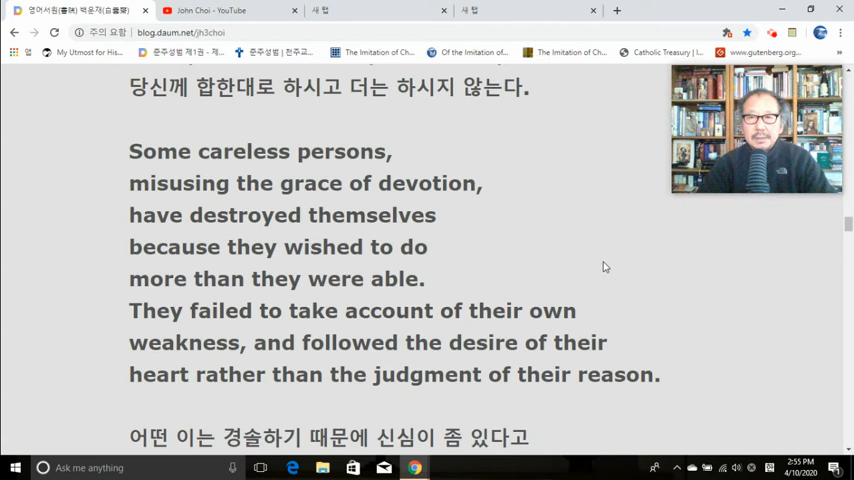 영어서원(書院) 백운재(白雲齋)
John Choi - YouTube
새 탭
새 탭
주의 요함
blog.daum.net/jh3choi
앱
My Utmost for His...
준주성범 제1권 - 제...
준주성범 | 천주교...
The Imitation of Ch...
Of the Imitation of...
The Imitation of Ch...
Catholic Treasury | ...
www.gutenberg.org...
당신께 합한대로 하시고 더는 하시지 않는다.
Some careless persons,
misusing the grace of devotion,
have destroyed themselves
because they wished to do
more than they were able.
They failed to take account of their own
weakness, and followed the desire of their
heart rather than the judgment of their reason.
어떤 이는 경솔하기 때문에 신심이 좀 있다고
Ask me anything
2:55 PM
4/10/2020